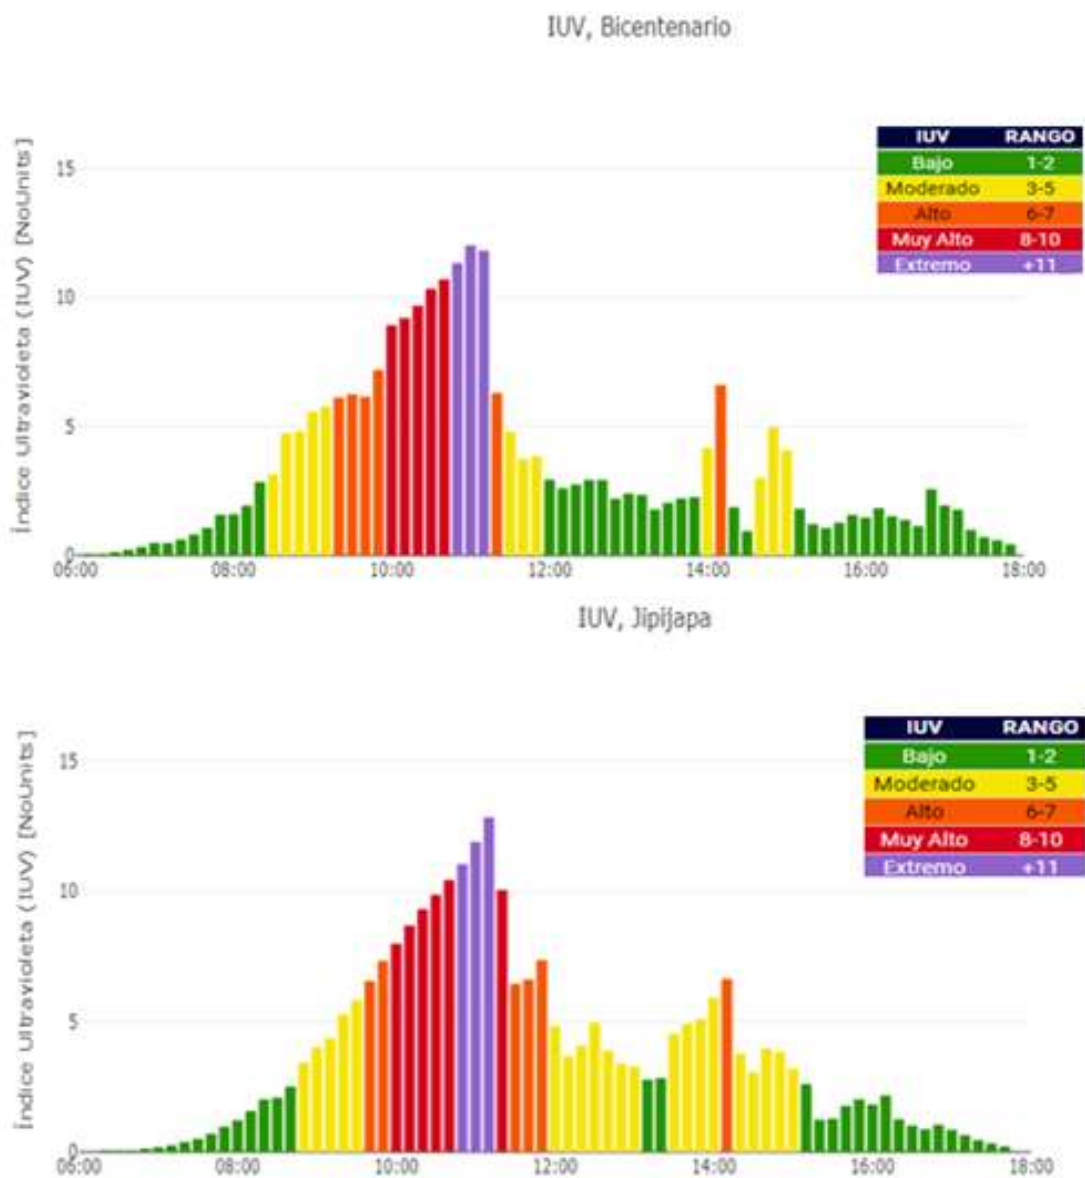 IUV, Bicentenario
Índice Ultravioleta (IUV) [NoUnits]
IUV RANGO
Bajo 1-2
Moderado 3-5
Alto 6-7
Muy Alto 8-10
Extremo +11
15
10
5
0
06:00 08:00 10:00 12:00 14:00 16:00 18:00
IUV, Jipijapa
Índice Ultravioleta (IUV) [NoUnits]
IUV RANGO
Bajo 1-2
Moderado 3-5
Alto 6-7
Muy Alto 8-10
Extremo +11
15
10
5
0
06:00 08:00 10:00 12:00 14:00 16:00 18:00